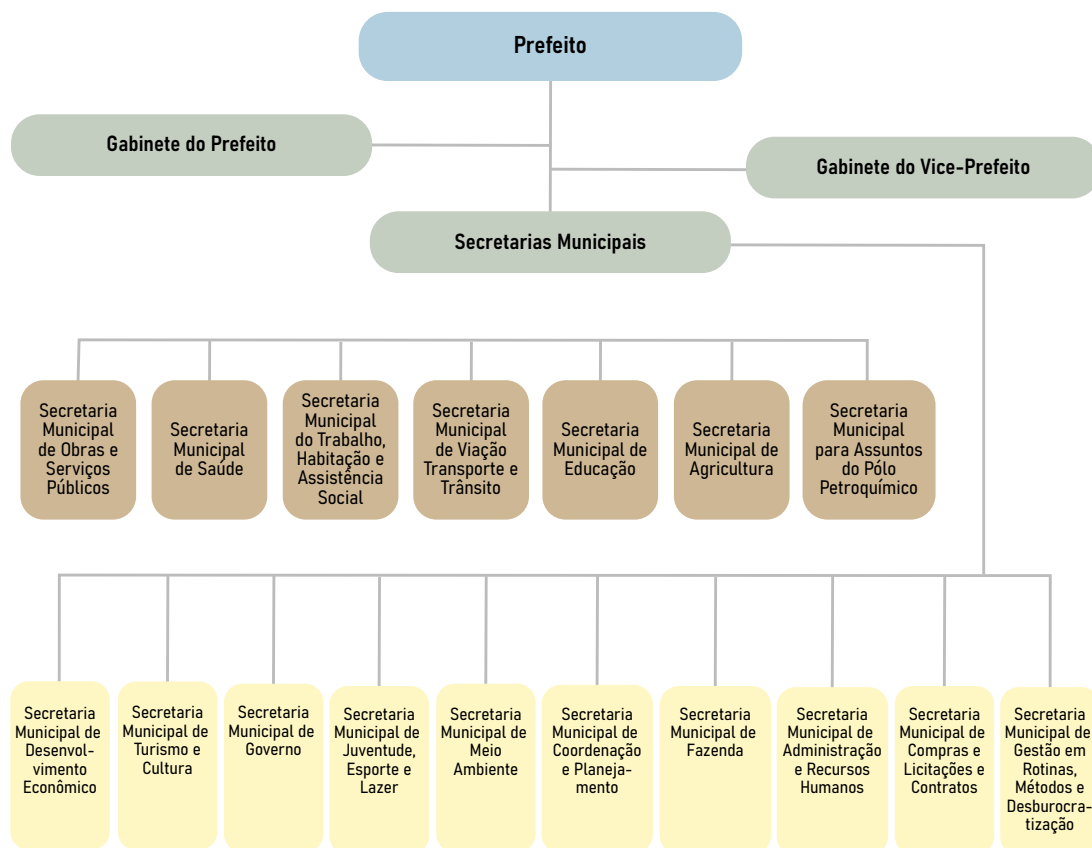 Prefeito
Gabinete do Prefeito
Gabinete do Vice-Prefeito
Secretarias Municipais
Secretaria
Municipal
de Obras e
Serviços
Públicos
Secretaria
Municipal
de Saúde
Secretaria
Municipal
do Trabalho,
Habitação e
Assistência
Social
Secretaria
Municipal
de Viação
Transporte e
Trânsito
Secretaria
Municipal de
Educação
Secretaria
Municipal de
Agricultura
Secretaria
Municipal
para Assuntos
do Pólo
Petroquímico
Secretaria
Municipal de
Desenvol-
vimento
Econômico
Secretaria
Municipal de
Turismo e
Cultura
Secretaria
Municipal de
Governo
Secretaria
Municipal de
Juventude,
Esporte e
Lazer
Secretaria
Municipal de
Meio
Ambiente
Secretaria
Municipal de
Coordenação
e Planeja-
mento
Secretaria
Municipal
de Fazenda
Secretaria
Municipal de
Administração
e Recursos
Humanos
Secretaria
Municipal de
Compras e
Licitações e
Contratos
Secretaria
Municipal de
Gestão em
Rotinas,
Métodos e
Desburocra-
tização